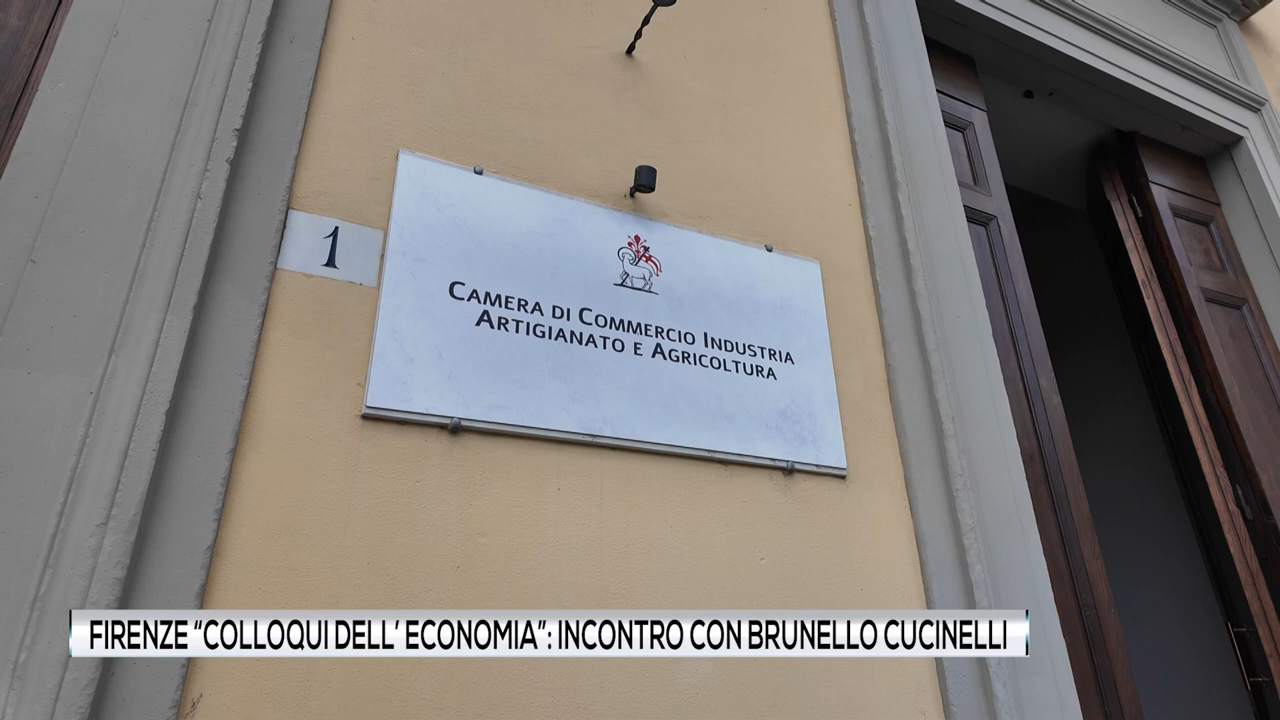 1
CAMERA DI COMMERCIO INDUSTRIA
ARTIGIANATO E AGRICOLTURA
FIRENZE “COLLOQUI DELL’ ECONOMIA”: INCONTRO CON BRUNELLO CUCINELLI